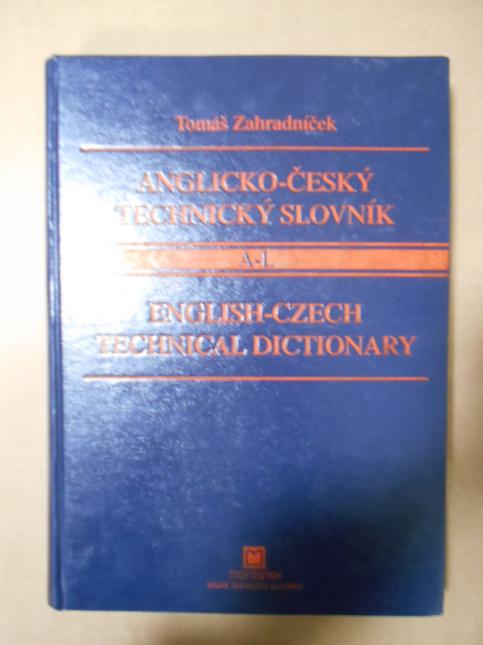 Tomáš Zahradníček
ANGLICKO-ČESKÝ
TECHNICKÝ SLOVNÍK
A-L
ENGLISH-CZECH
TECHNICAL DICTIONARY